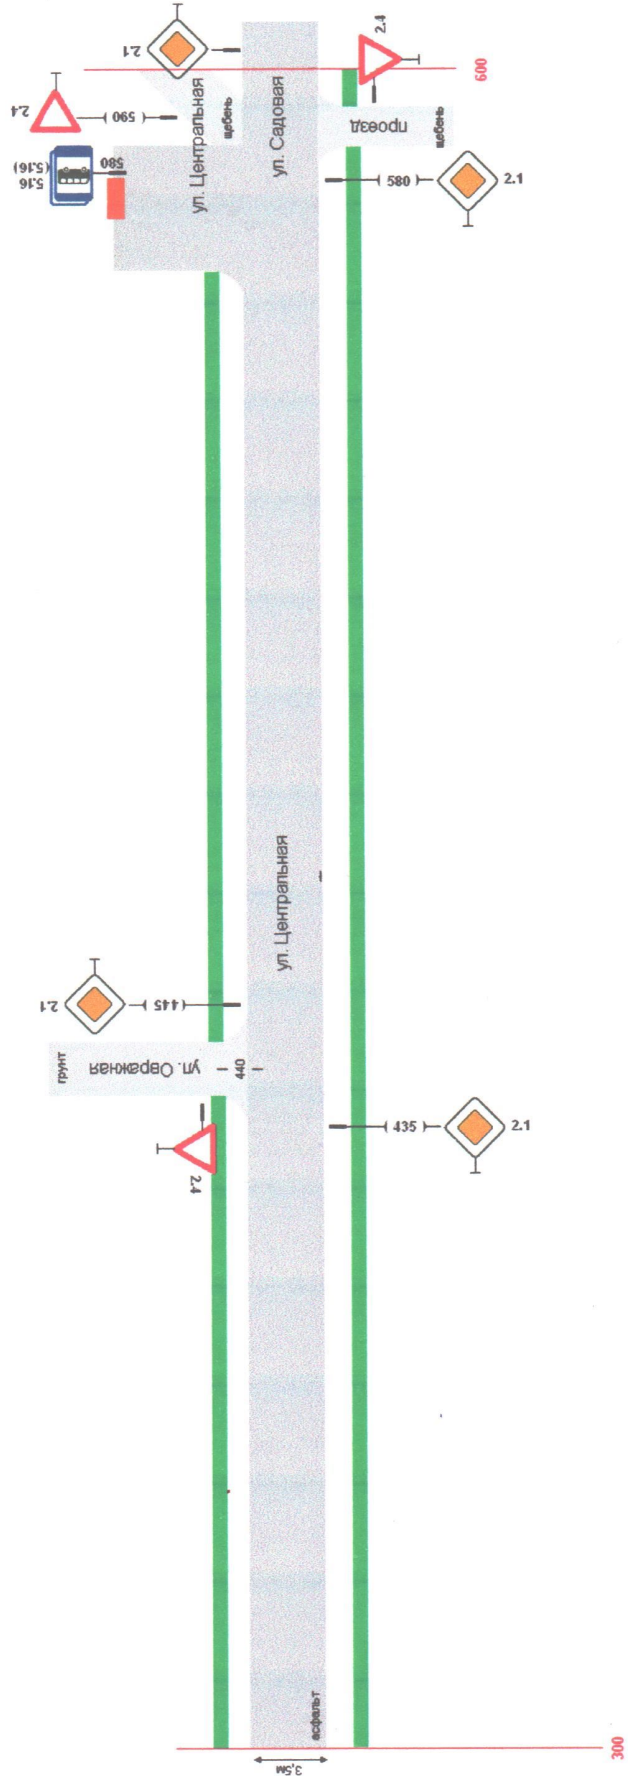 2.1
2.4
600
2.4
590
ул. Центральная
щебень
ул. Садовая
проезд
щебень
5.16
(5.16)
580
580
2.1
ул. Центральная
2.1
445
грунт
ул. Овражная
440
435
2.1
2.4
асфальт
3,5м
300